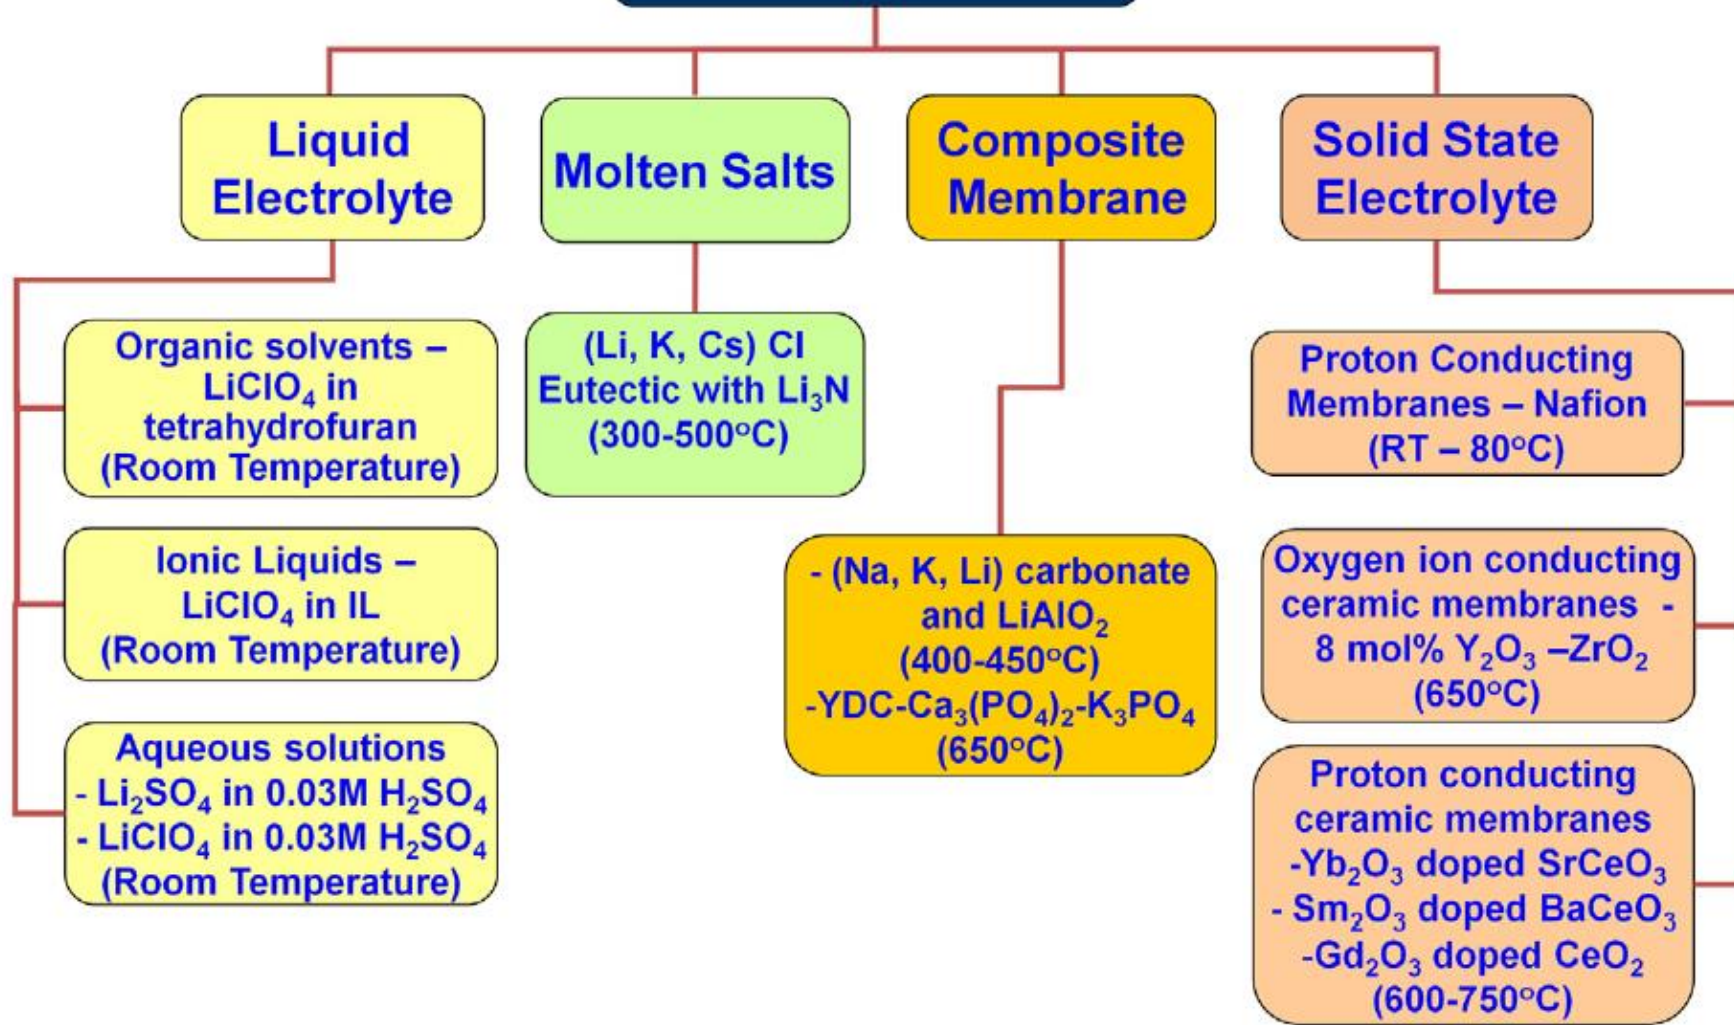 Liquid
Electrolyte
Molten Salts
Composite
Membrane
Solid State
Electrolyte
Organic solvents –
LiClO₄ in
tetrahydrofuran
(Room Temperature)
Ionic Liquids –
LiClO₄ in IL
(Room Temperature)
Aqueous solutions
- Li₂SO₄ in 0.03M H₂SO₄
- LiClO₄ in 0.03M H₂SO₄
(Room Temperature)
(Li, K, Cs) Cl
Eutectic with Li₃N
(300-500°C)
- (Na, K, Li) carbonate
and LiAlO₂
(400-450°C)
-YDC-Ca₃(PO₄)₂-K₃PO₄
(650°C)
Proton Conducting
Membranes – Nafion
(RT – 80°C)
Oxygen ion conducting
ceramic membranes -
8 mol% Y₂O₃ –ZrO₂
(650°C)
Proton conducting
ceramic membranes
-Yb₂O₃ doped SrCeO₃
- Sm₂O₃ doped BaCeO₃
-Gd₂O₃ doped CeO₂
(600-750°C)